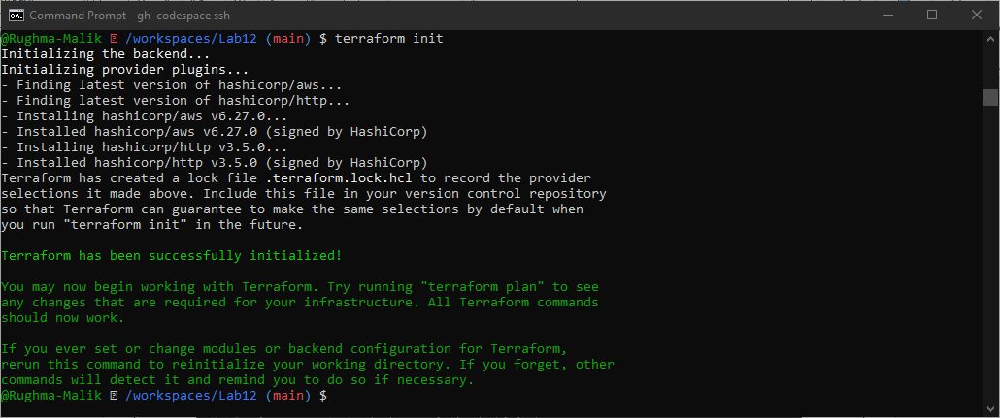 Command Prompt - gh codespace ssh
@Rughma-Malik /workspaces/Lab12 (main) $ terraform init
Initializing the backend...
Initializing provider plugins...
- Finding latest version of hashicorp/aws...
- Finding latest version of hashicorp/http...
- Installing hashicorp/aws v6.27.0...
- Installed hashicorp/aws v6.27.0 (signed by HashiCorp)
- Installing hashicorp/http v3.5.0...
- Installed hashicorp/http v3.5.0 (signed by HashiCorp)
Terraform has created a lock file .terraform.lock.hcl to record the provider
selections it made above. Include this file in your version control repository
so that Terraform can guarantee to make the same selections by default when
you run "terraform init" in the future.
Terraform has been successfully initialized!
You may now begin working with Terraform. Try running "terraform plan" to see
any changes that are required for your infrastructure. All Terraform commands
should now work.
If you ever set or change modules or backend configuration for Terraform,
rerun this command to reinitialize your working directory. If you forget, other
commands will detect it and remind you to do so if necessary.
@Rughma-Malik /workspaces/Lab12 (main) $